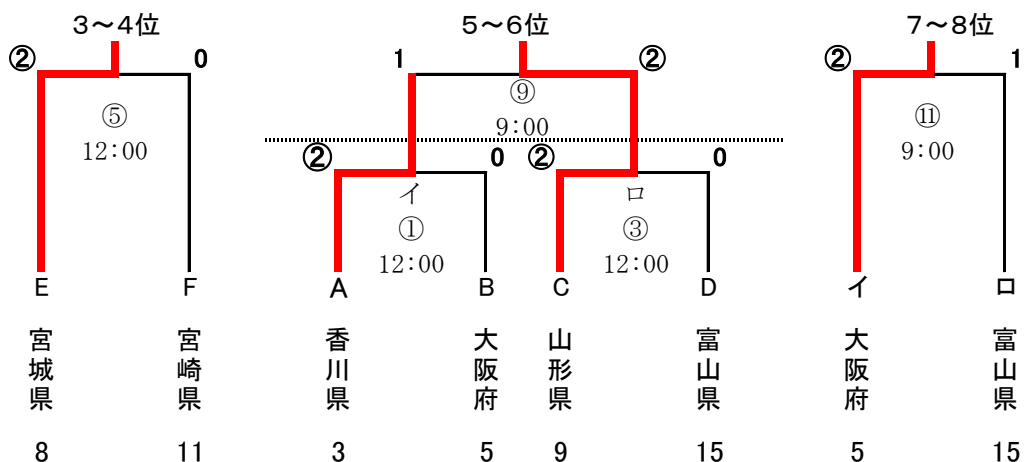 3～4位 5～6位 7～8位
② 0 1 ② ② 1
⑤ ⑨ ⑪
12:00 9:00 9:00
② 0 ② 0
イ ロ
① ③
12:00 12:00
E F A B C D イ ロ
宮城県 宮崎県 香川県 大阪府 山形県 富山県 大阪府 富山県
8 11 3 5 9 15 5 15